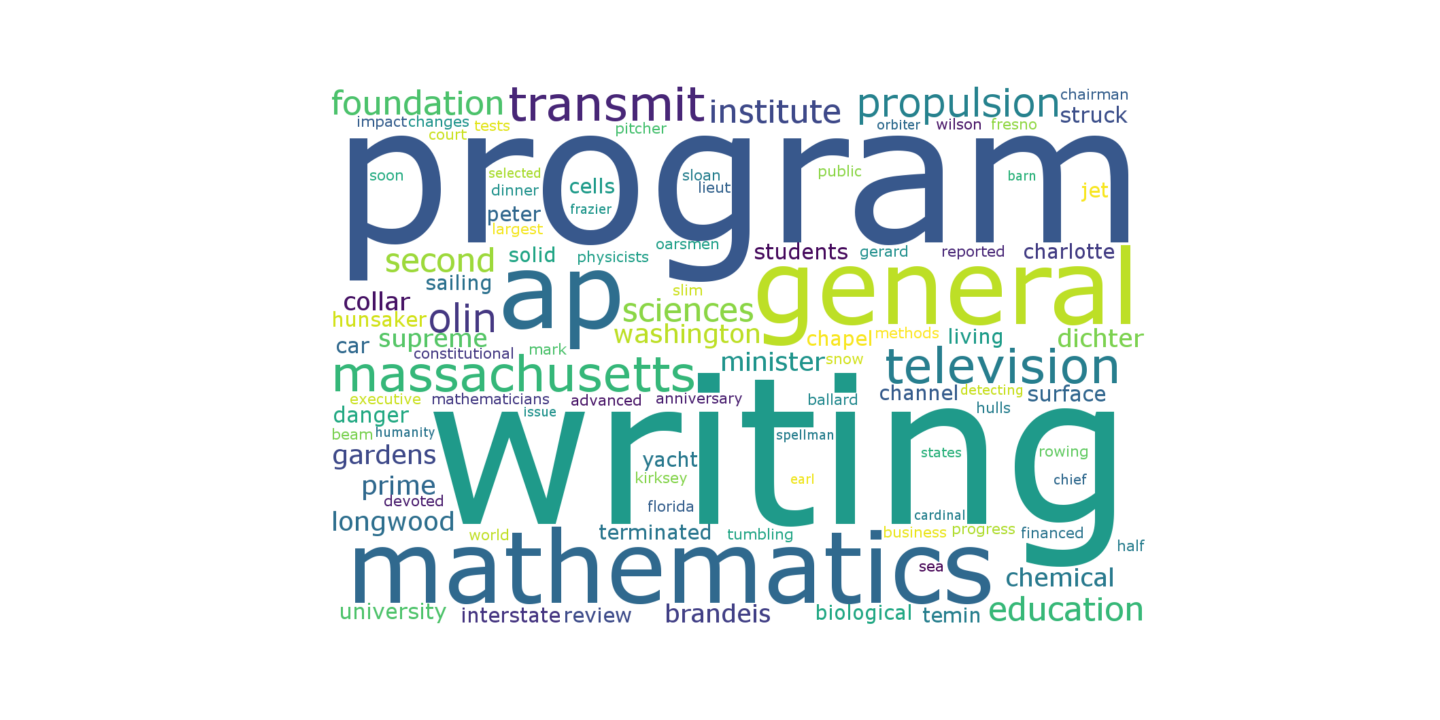 foundation transmit institute propulsion chairman
impact changes struck
court tests pitcher orbiter wilson fresno
program
soon selected cells sloan public barn
dinner lieut jet
peter frazier
largest
oarsmen students gerard reported charlotte
second solid physicists
ap general
sailing slim
collar sciences
hunsaker olin washington chapel methods living dichter
car supreme
constitutional mark minister snow television
massachusetts
executive mathematicians advanced anniversary ballard channel detecting surface
danger issue hulls
writing
beam humanity spellman
gardens yacht states rowing
prime kirksey earl chief
devoted florida
longwood cardinal
world terminated tumbling business progress financed
half
mathematics
sea chemical
university interstate review brandeis biological temin education